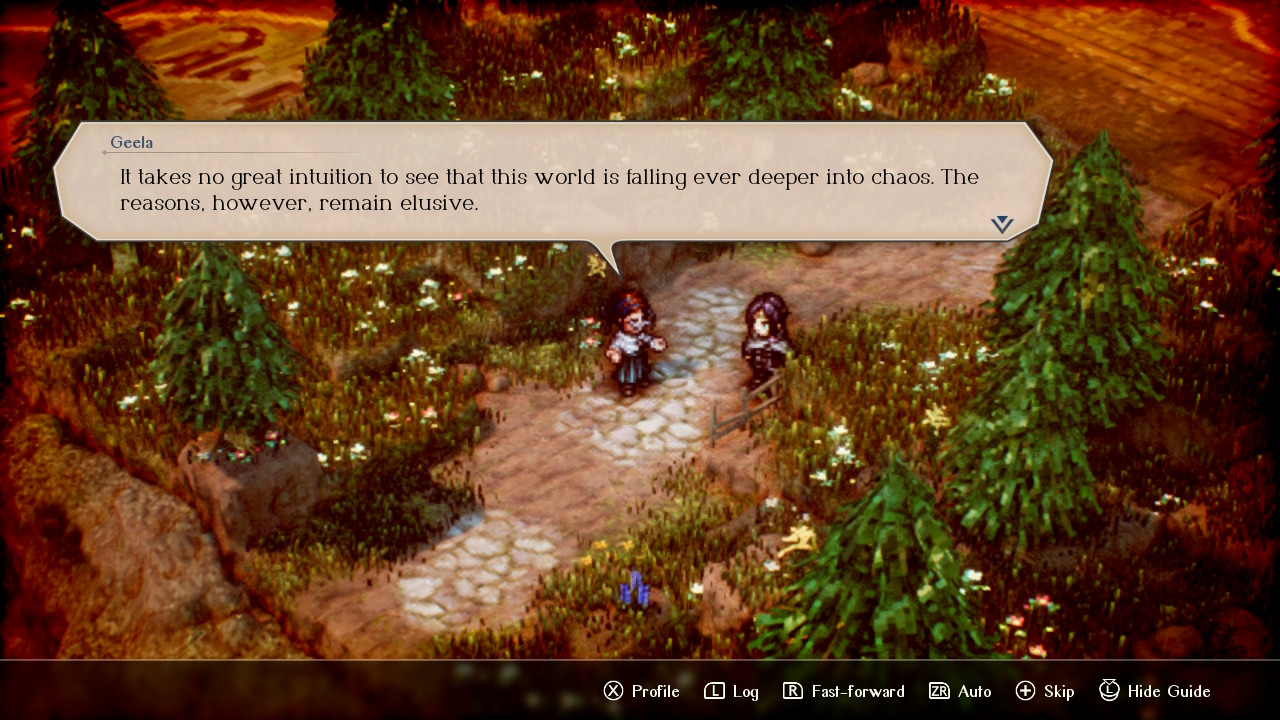 Geela
It takes no great intuition to see that this world is falling ever deeper into chaos. The
reasons, however, remain elusive.
X Profile L Log R Fast-forward ZR Auto + Skip L Hide Guide